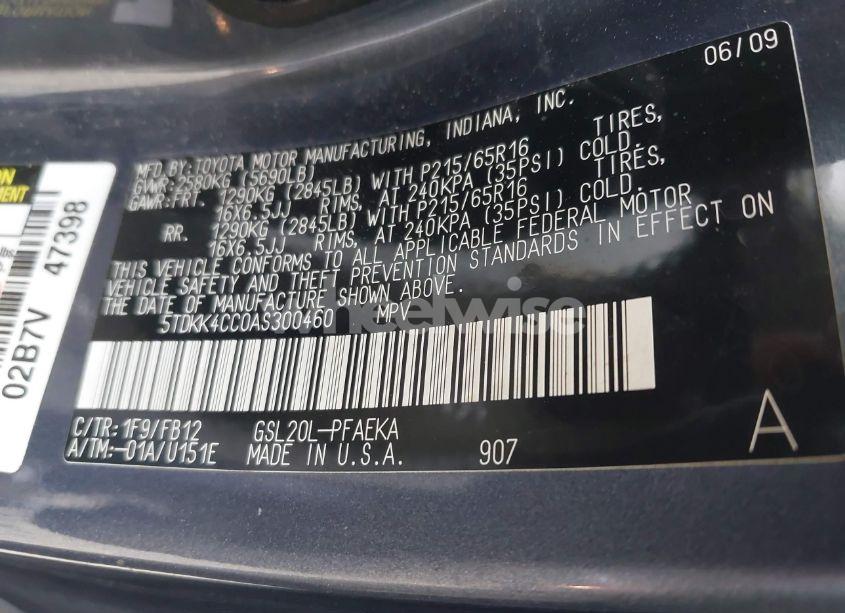 06/09
MFD.BY:TOYOTA MOTOR MANUFACTURING, INDIANA, INC.
GVWR:2580KG (5690LB)
GAWR:FRT. 1290KG (2845LB) WITH P215/65R16 TIRES,
16X6.5JJ RIMS, AT 240KPA (35PSI) COLD.
RR. 1290KG (2845LB) WITH P215/65R16 TIRES,
16X6.5JJ RIMS, AT 240KPA (35PSI) COLD.
THIS VEHICLE CONFORMS TO ALL APPLICABLE FEDERAL MOTOR
VEHICLE SAFETY AND THEFT PREVENTION STANDARDS IN EFFECT ON
THE DATE OF MANUFACTURE SHOWN ABOVE.
5TDKK4CC0AS300460 MPV
C/TR: 1F9/FB12 GSL20L-PFAEKA
A/TM:-01A/U151E MADE IN U.S.A. 907
A
02B7V 47398
lbs
wheelwise